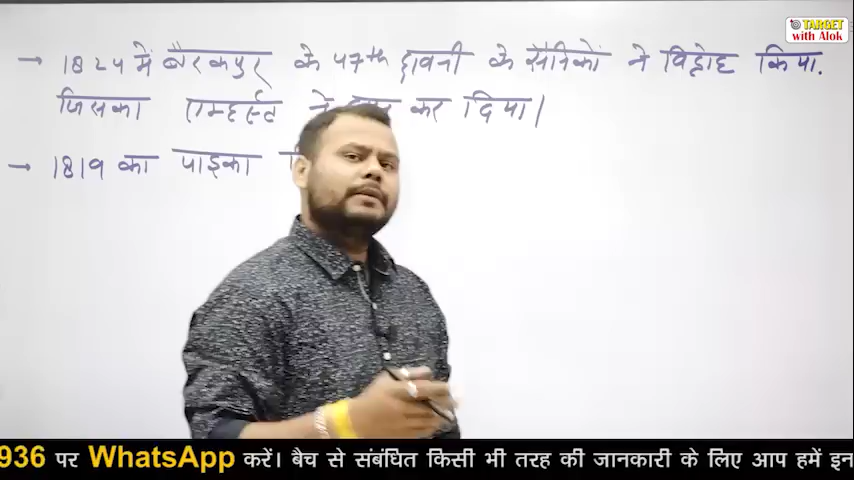 TARGET
with Alok
→ 1824 में बैरकपुर के 47th छावनी के सैनिकों ने विद्रोह किया.
जिसका एम्हर्स्ट ने कर दिया।
→ 1819 का पाइका
936 पर WhatsApp करें। बैच से संबंधित किसी भी तरह की जानकारी के लिए आप हमें इन